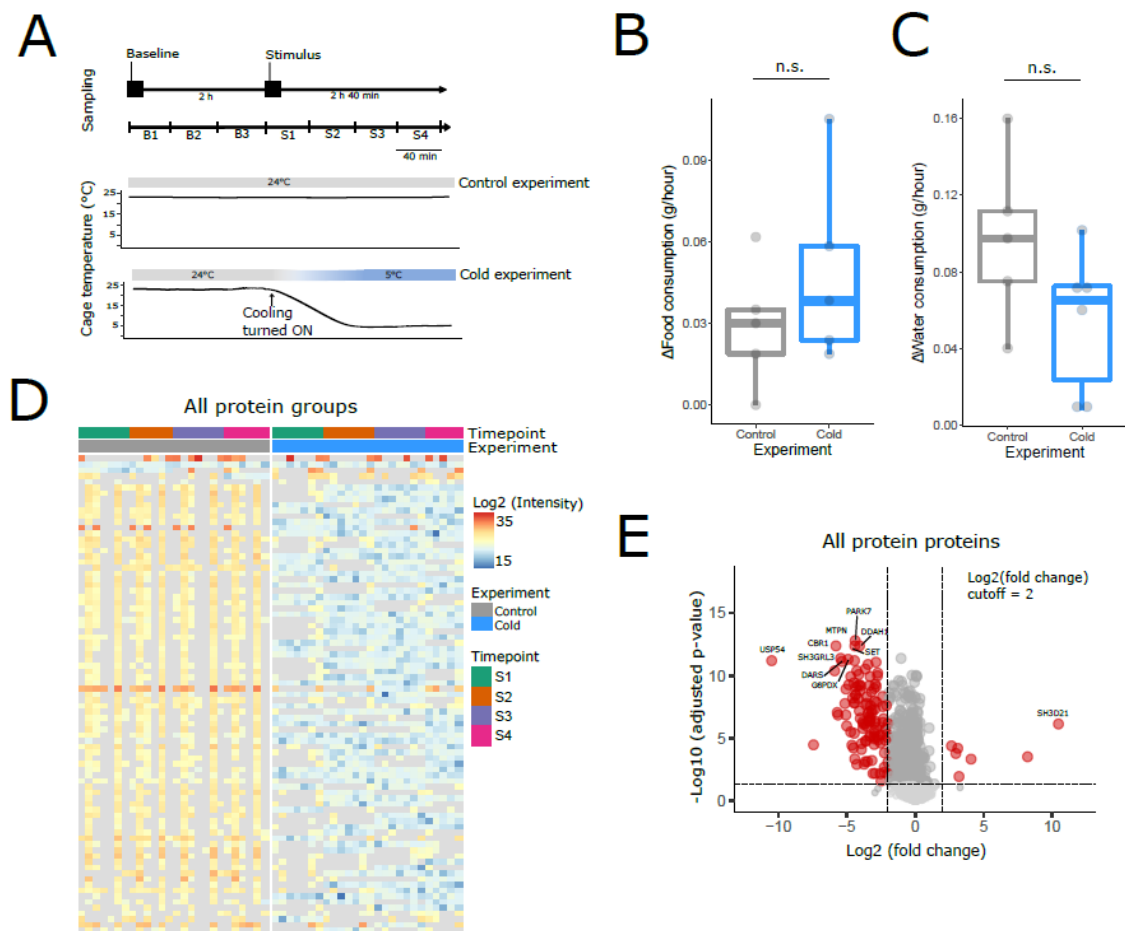 A
Baseline
Stimulus
Sampling
2 h
2 h 40 min
B1 B2 B3 S1 S2 S3 S4
40 min
24°C
Control experiment
25
15
5
Cage temperature (°C)
24°C
5°C
Cold experiment
25
15
5
Cooling
turned ON
B
n.s.
ΔFood consumption (g/hour)
0.09
0.06
0.03
0.00
Control Cold
Experiment
C
n.s.
ΔWater consumption (g/hour)
0.16
0.12
0.08
0.04
0.00
Control Cold
Experiment
D
All protein groups
Timepoint
Experiment
Log2 (Intensity)
35
15
Experiment
Control
Cold
Timepoint
S1
S2
S3
S4
E
All protein proteins
Log2(fold change)
cutoff = 2
-Log10 (adjusted p-value)
15
10
5
0
PARK7
MTPN
DDAH1
CBR1
SET
USP54
SH3GRL3
DARS
G6PDX
SH3D21
−10 −5 0 5 10
Log2 (fold change)